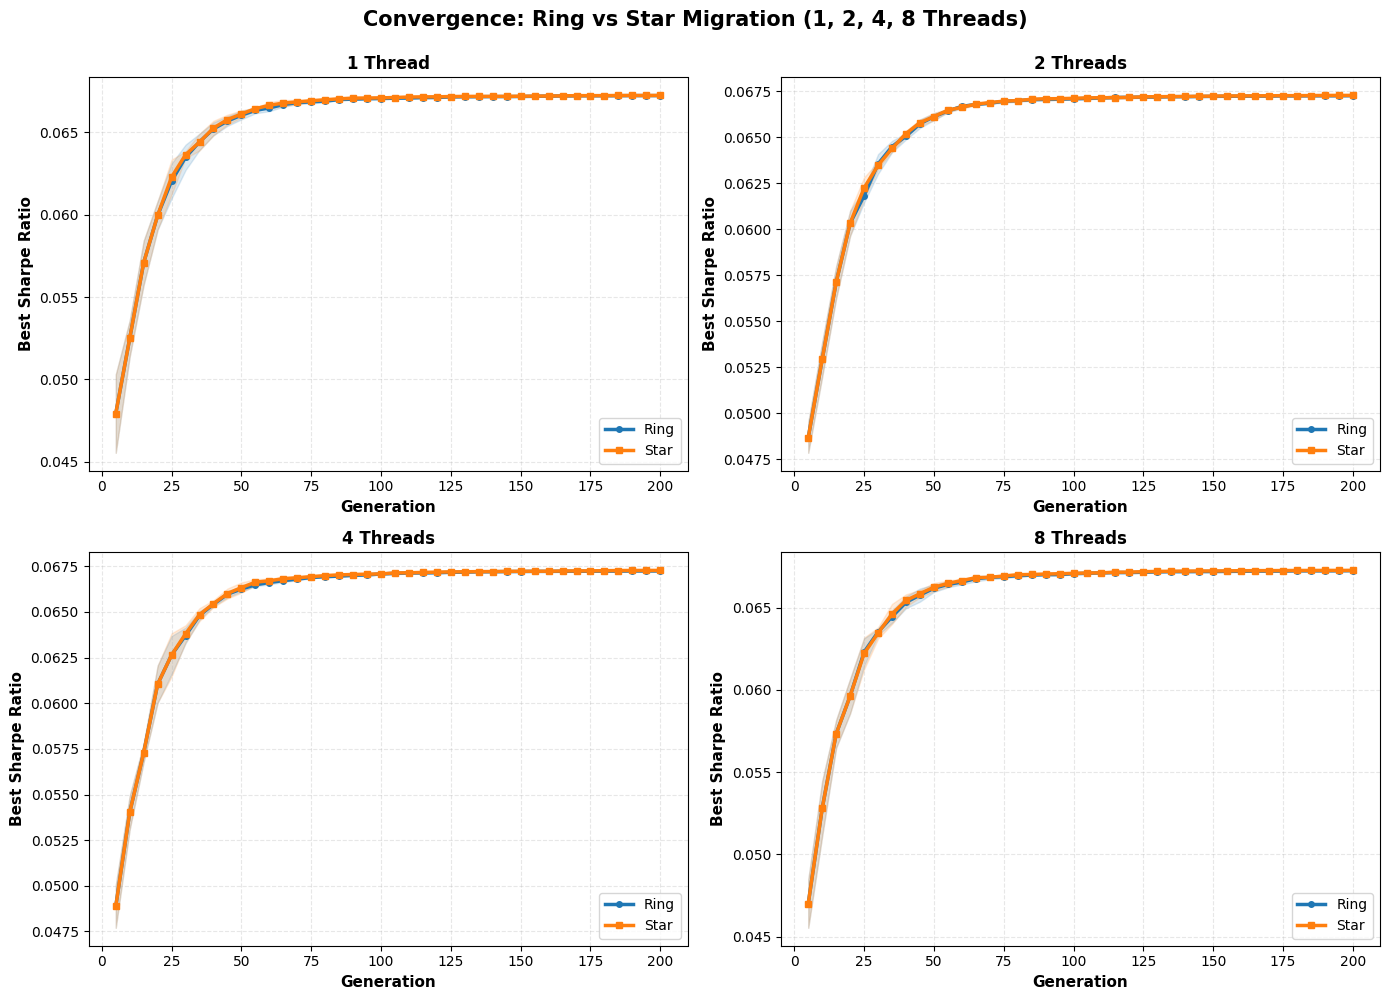 Convergence: Ring vs Star Migration (1, 2, 4, 8 Threads)
1 Thread
Best Sharpe Ratio
0.065
0.060
0.055
0.050
0.045
0 25 50 75 100 125 150 175 200
Generation
Ring
Star
2 Threads
Best Sharpe Ratio
0.0675
0.0650
0.0625
0.0600
0.0575
0.0550
0.0525
0.0500
0.0475
0 25 50 75 100 125 150 175 200
Generation
Ring
Star
4 Threads
Best Sharpe Ratio
0.0675
0.0650
0.0625
0.0600
0.0575
0.0550
0.0525
0.0500
0.0475
0 25 50 75 100 125 150 175 200
Generation
Ring
Star
8 Threads
Best Sharpe Ratio
0.065
0.060
0.055
0.050
0.045
0 25 50 75 100 125 150 175 200
Generation
Ring
Star